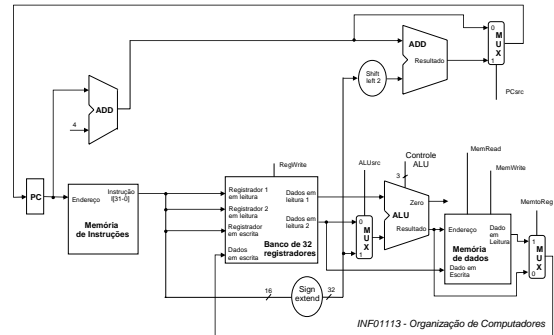 ADD
4
ADD
Resultado
Shift
left 2
0
M
U
X
1
PCsrc
PC
Endereço
Instrução
I[31-0]
Memória
de Instruções
RegWrite
Registrador 1
em leitura
Registrador 2
em leitura
Registrador
em escrita
Dados
em escrita
Dados em
leitura 1
Dados em
leitura 2
Banco de 32
registradores
16
Sign
extend
32
ALUsrc
0
M
U
X
1
Controle
ALU
3
Zero
ALU
Resultado
MemRead
MemWrite
Endereço
Dado
em
Leitura
Memória
de dados
Dado em
Escrita
MemtoReg
1
M
U
X
0
INF01113 - Organização de Computadores